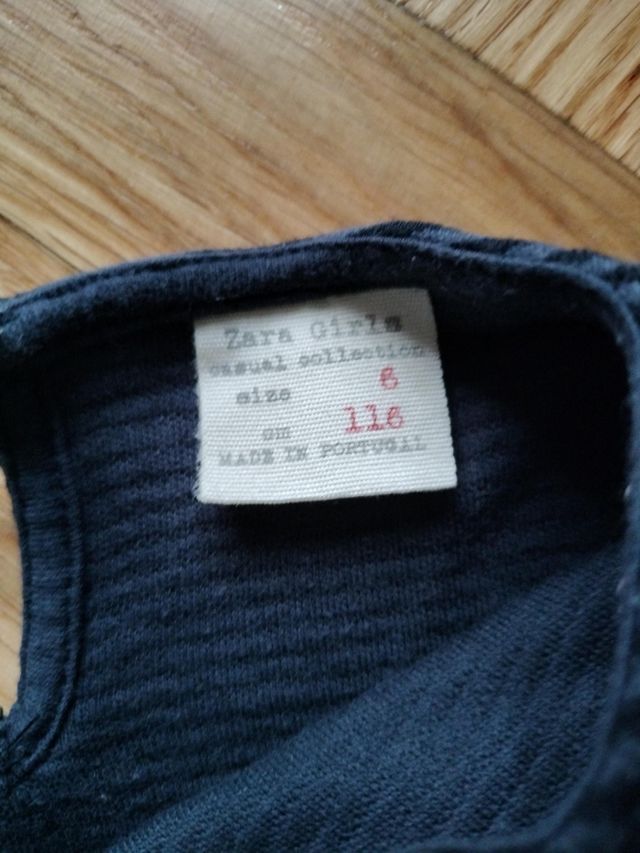 Zara Girls
casual collection
size 6
cm 116
MADE IN PORTUGAL